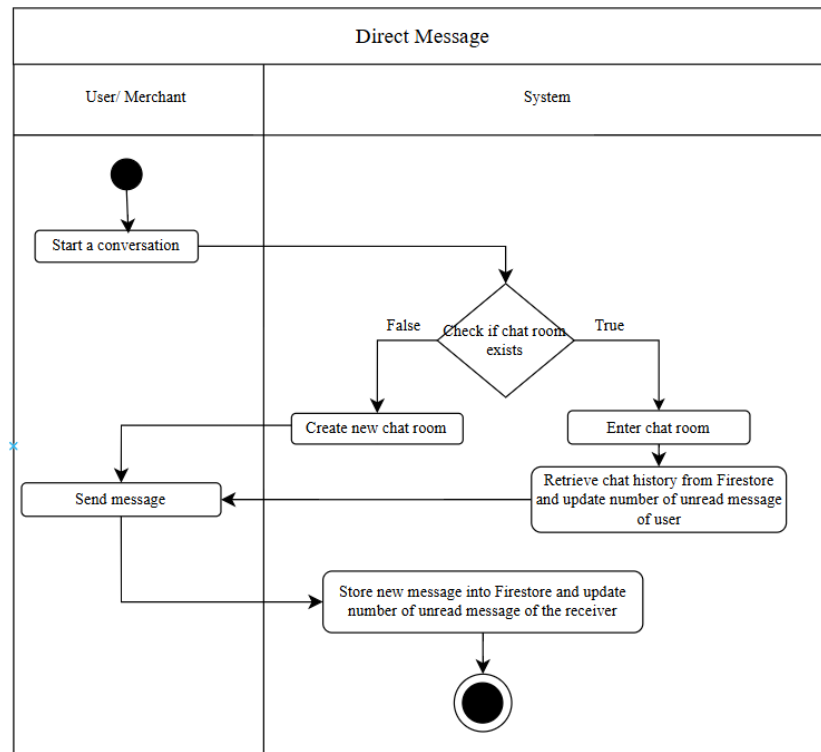 Direct Message
User/ Merchant
System
Start a conversation
False
Check if chat room
exists
True
Create new chat room
Enter chat room
Send message
Retrieve chat history from Firestore
and update number of unread message
of user
Store new message into Firestore and update
number of unread message of the receiver